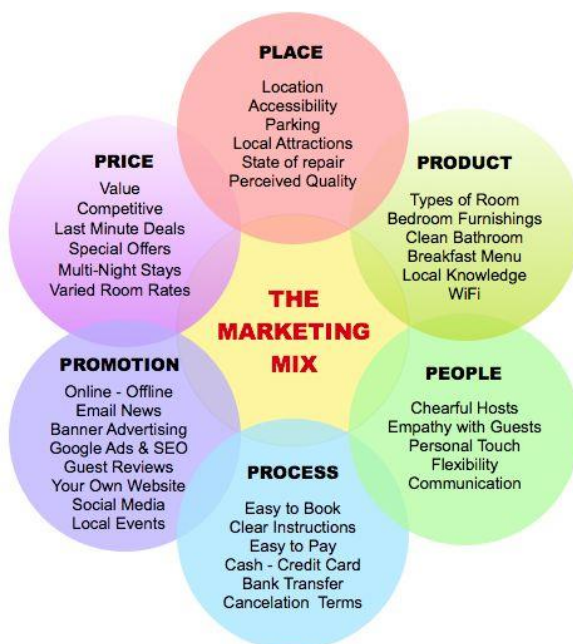 PLACE
Location
Accessibility
Parking
Local Attractions
State of repair
Perceived Quality
PRODUCT
Types of Room
Bedroom Furnishings
Clean Bathroom
Breakfast Menu
Local Knowledge
WiFi
PEOPLE
Chearful Hosts
Empathy with Guests
Personal Touch
Flexibility
Communication
PROCESS
Easy to Book
Clear Instructions
Easy to Pay
Cash - Credit Card
Bank Transfer
Cancelation Terms
PROMOTION
Online - Offline
Email News
Banner Advertising
Google Ads & SEO
Guest Reviews
Your Own Website
Social Media
Local Events
PRICE
Value
Competitive
Last Minute Deals
Special Offers
Multi-Night Stays
Varied Room Rates
THE
MARKETING
MIX